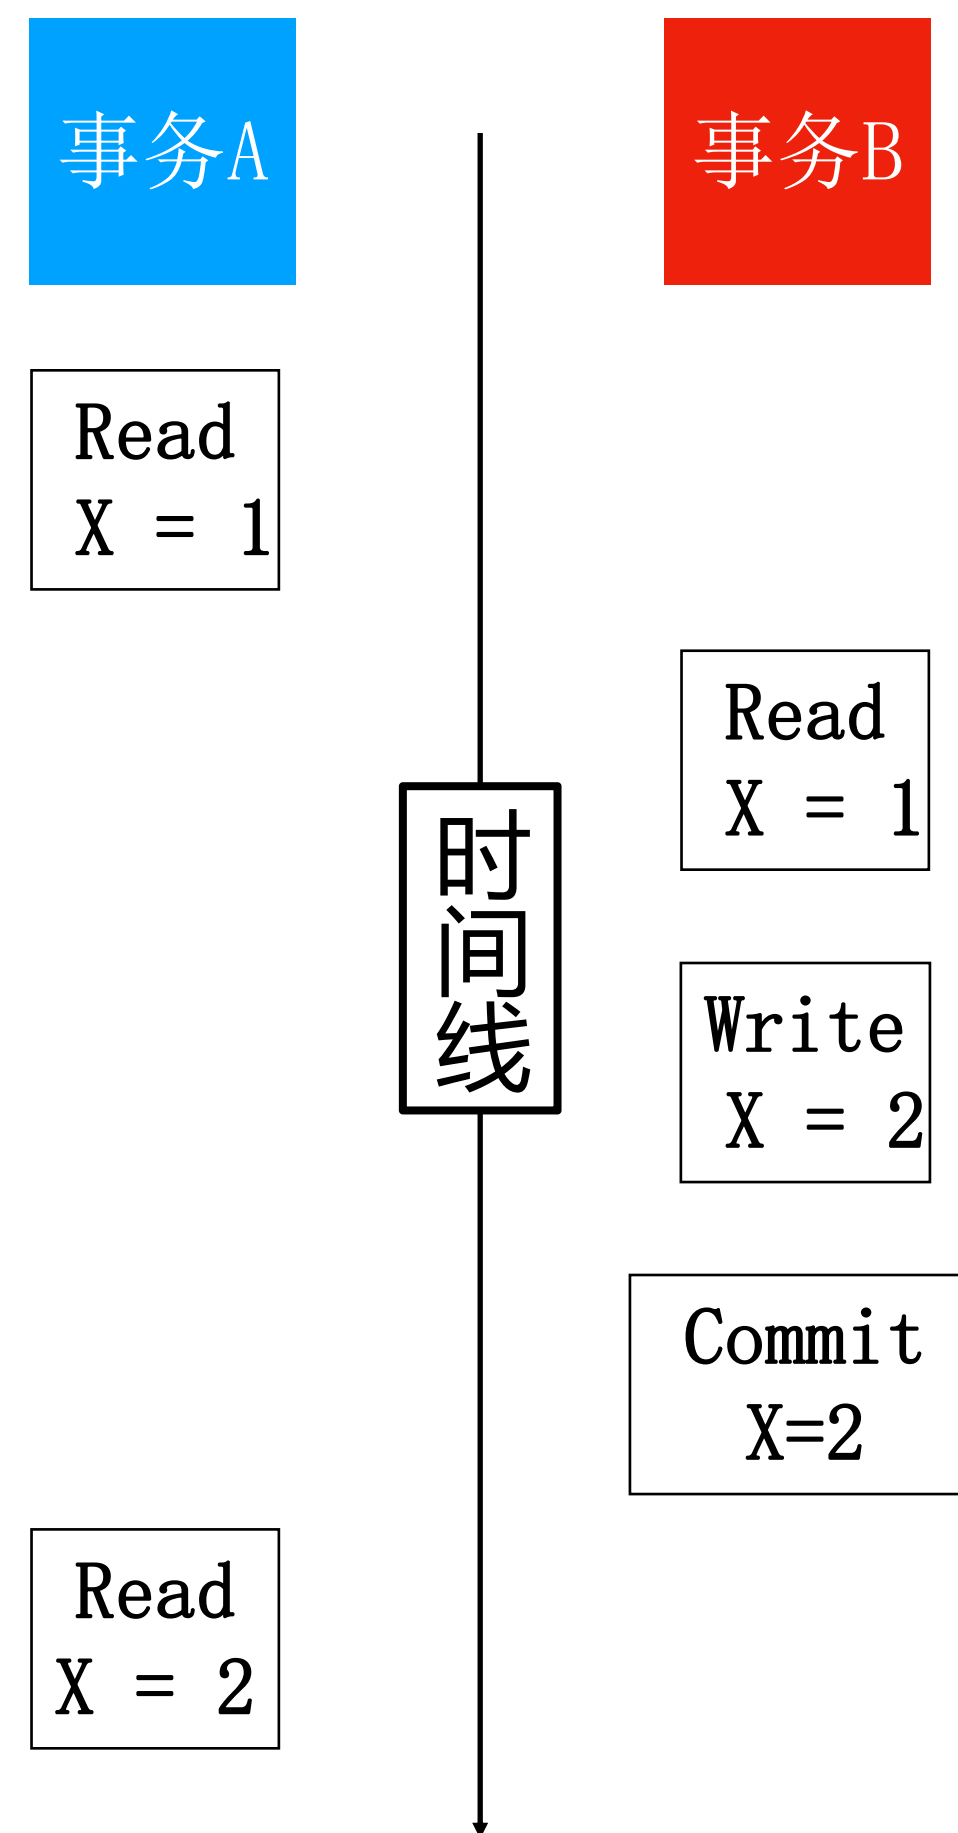 事务A
事务B
Read
X = 1
Read
X = 1
时
间
线
Write
X = 2
Commit
X=2
Read
X = 2